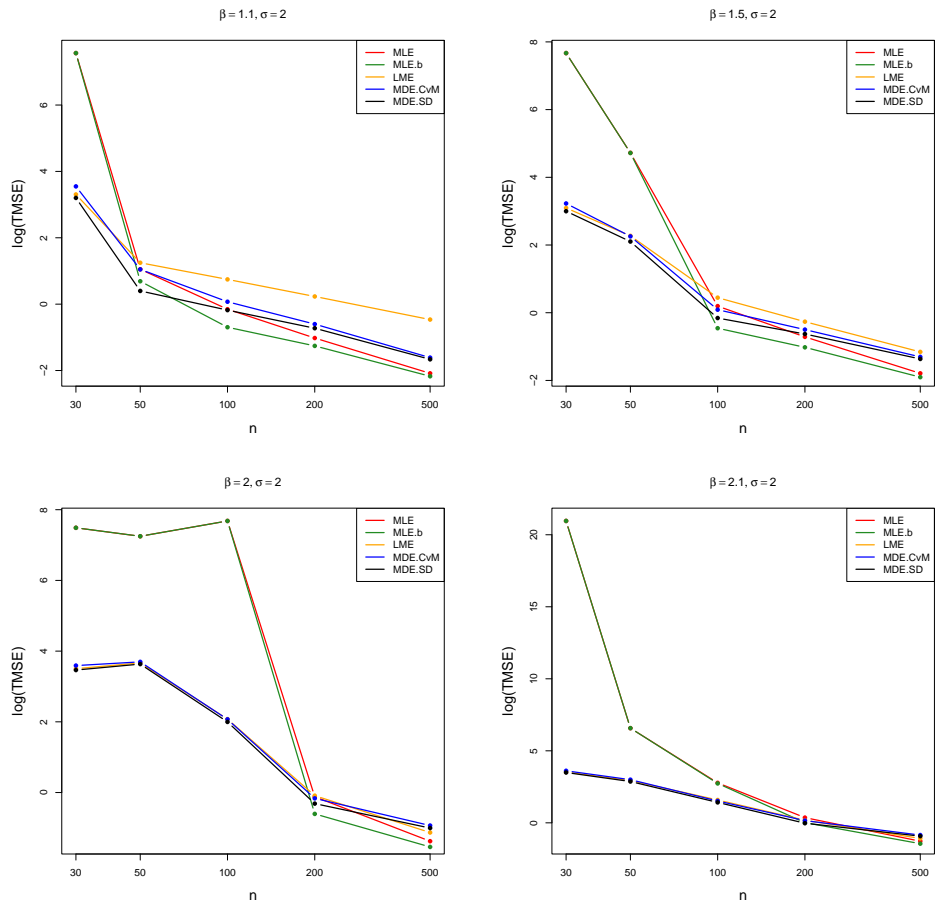 β = 1.1, σ = 2
log(TMSE)
6
4
2
0
−2
30
50
100
200
500
n
MLE
MLE.b
LME
MDE.CvM
MDE.SD
β = 1.5, σ = 2
log(TMSE)
8
6
4
2
0
−2
30
50
100
200
500
n
MLE
MLE.b
LME
MDE.CvM
MDE.SD
β = 2, σ = 2
log(TMSE)
8
6
4
2
0
30
50
100
200
500
n
MLE
MLE.b
LME
MDE.CvM
MDE.SD
β = 2.1, σ = 2
log(TMSE)
20
15
10
5
0
30
50
100
200
500
n
MLE
MLE.b
LME
MDE.CvM
MDE.SD